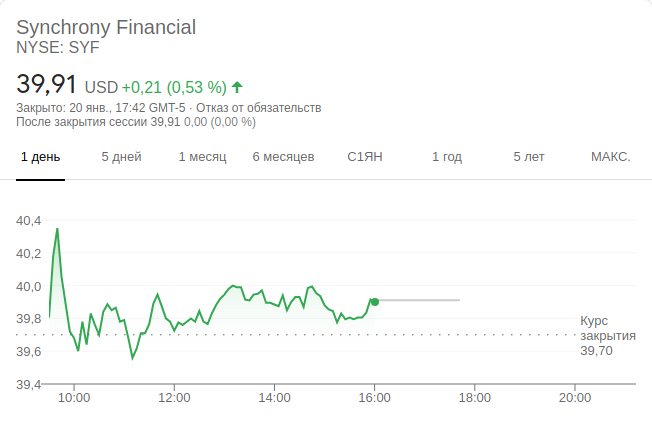 Synchrony Financial
NYSE: SYF
39,91 USD +0,21 (0,53 %)
Закрыто: 20 янв., 17:42 GMT-5 · Отказ от обязательств
После закрытия сессии 39,91 0,00 (0,00 %)
1 день 5 дней 1 месяц 6 месяцев С1ЯН 1 год 5 лет МАКС.
40,4
40,2
40,0
39,8
39,6
39,4
Курс
закрытия
39,70
10:00 12:00 14:00 16:00 18:00 20:00